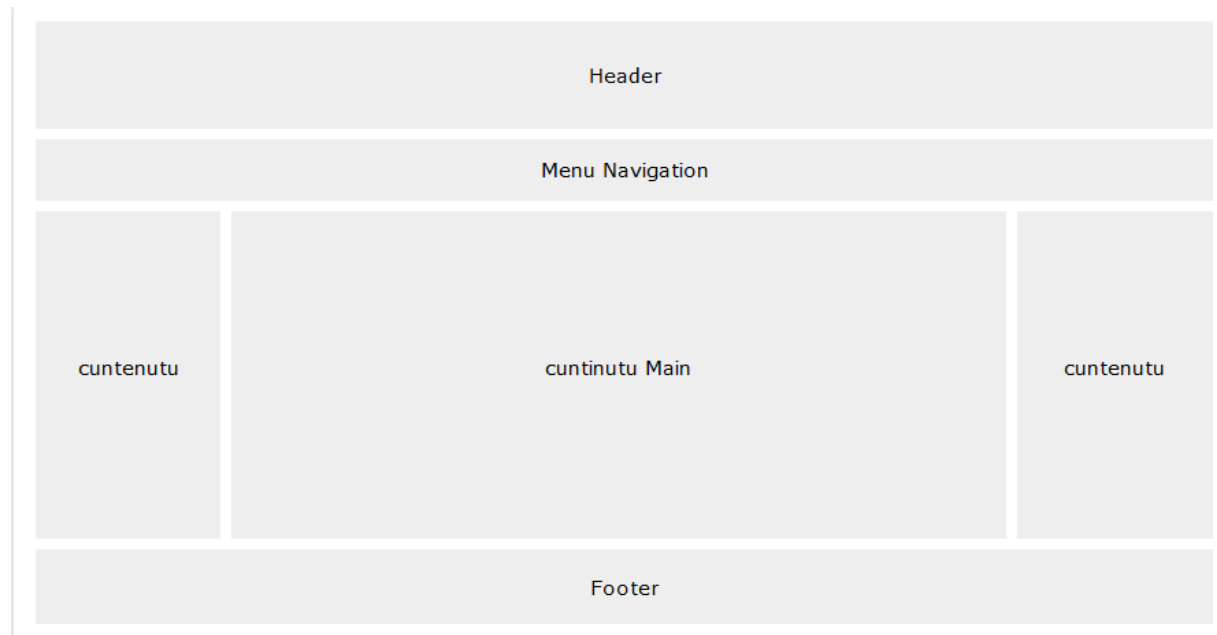 Header
Menu Navigation
cuntenutu
cuntinutu Main
cuntenutu
Footer